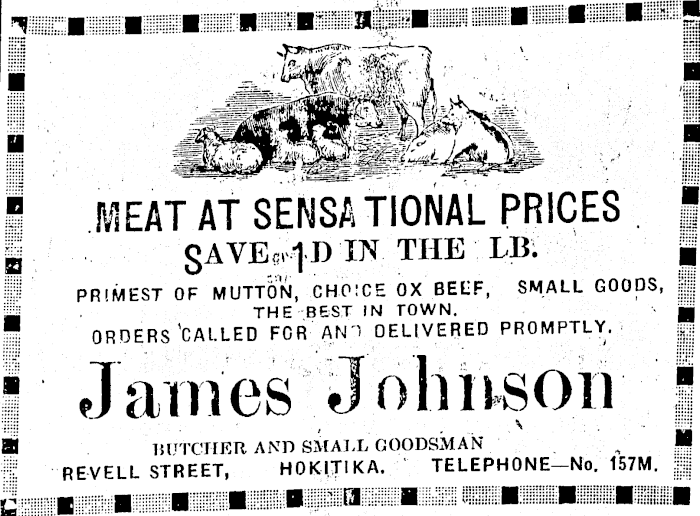 MEAT AT SENSATIONAL PRICES
SAVE 1D IN THE LB.
PRIMEST OF MUTTON, CHOICE OX BEEF, SMALL GOODS,
THE BEST IN TOWN.
ORDERS CALLED FOR AND DELIVERED PROMPTLY.
James Johnson
BUTCHER AND SMALL GOODSMAN
REVELL STREET, HOKITIKA. TELEPHONE—No. 157M.